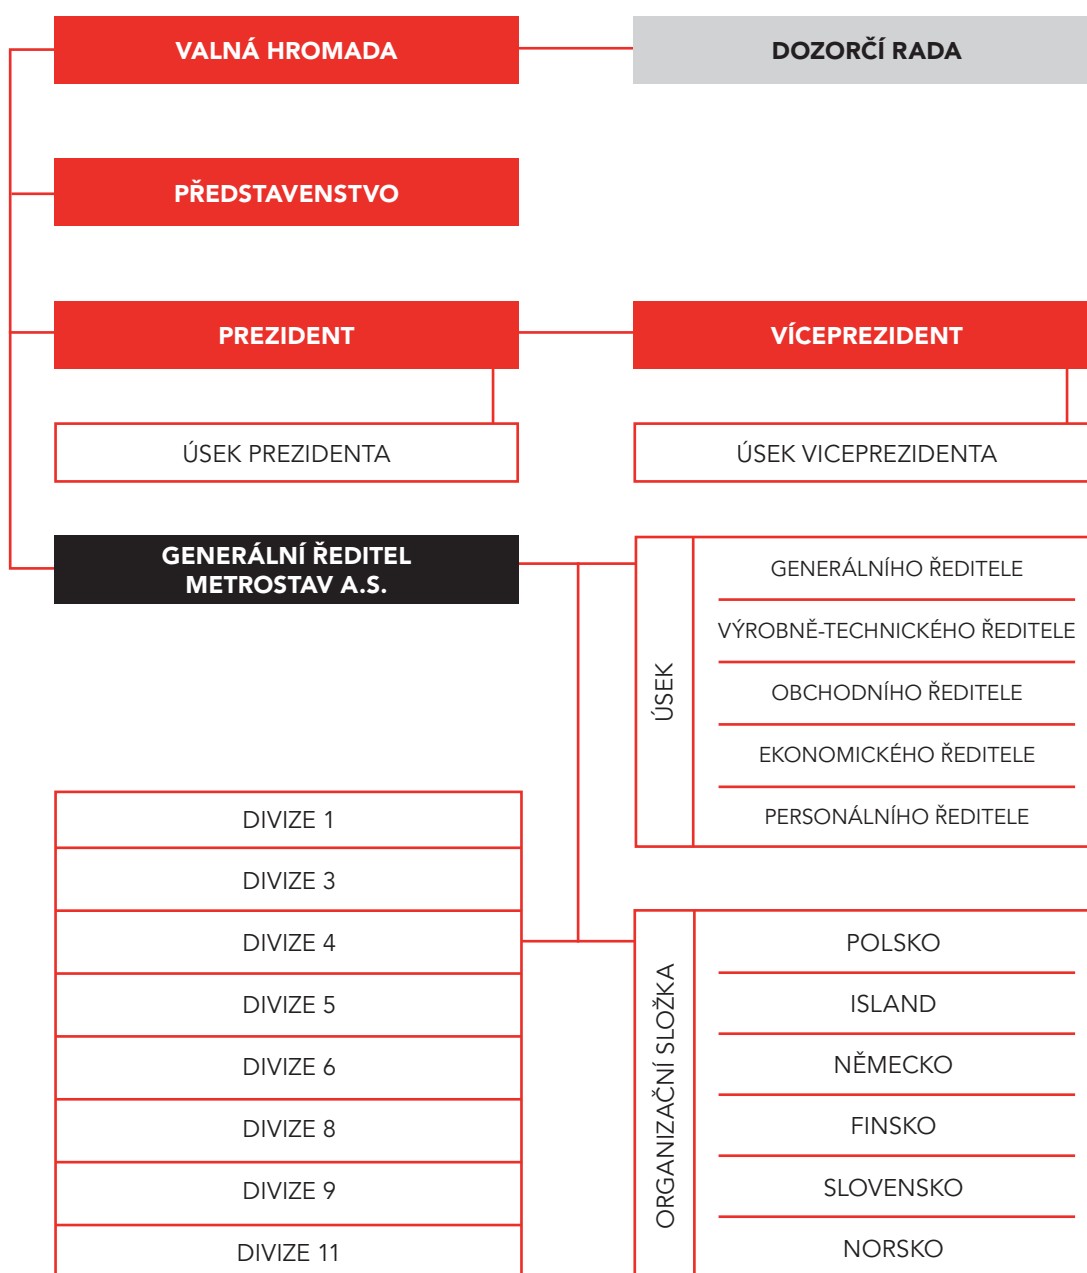 VALNÁ HROMADA
DOZORČÍ RADA
PŘEDSTAVENSTVO
PREZIDENT
VÍCEPREZIDENT
ÚSEK PREZIDENTA
ÚSEK VICEPREZIDENTA
GENERÁLNÍ ŘEDITEL
METROSTAV A.S.
ÚSEK
GENERÁLNÍHO ŘEDITELE
VÝROBNĚ-TECHNICKÉHO ŘEDITELE
OBCHODNÍHO ŘEDITELE
EKONOMICKÉHO ŘEDITELE
PERSONÁLNÍHO ŘEDITELE
DIVIZE 1
DIVIZE 3
DIVIZE 4
DIVIZE 5
DIVIZE 6
DIVIZE 8
DIVIZE 9
DIVIZE 11
ORGANIZAČNÍ SLOŽKA
POLSKO
ISLAND
NĚMECKO
FINSKO
SLOVENSKO
NORSKO